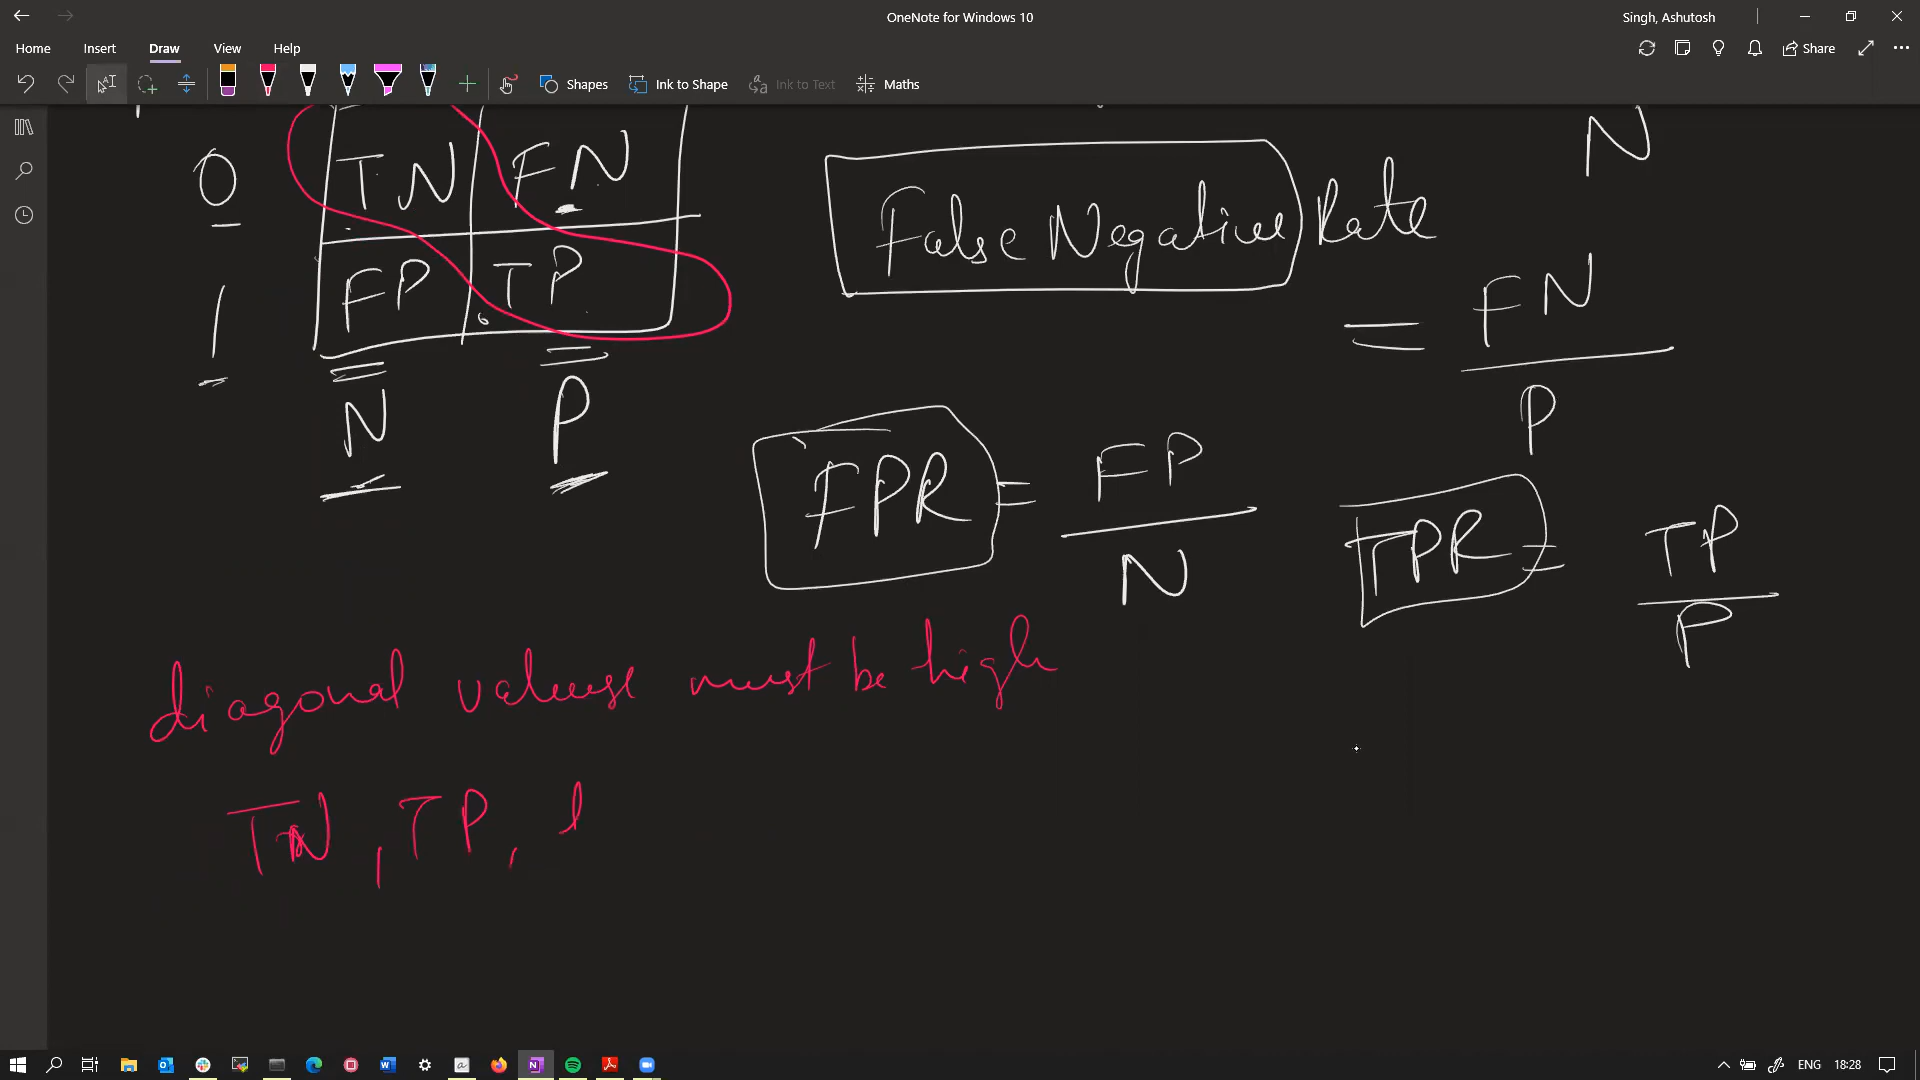 OneNote for Windows 10
Singh, Ashutosh
Home Insert Draw View Help
Share
Shapes Ink to Shape Ink to Text Maths
0 TN FN
1 FP TP
N P
N
False Negative Rate
= FN
P
FPR = FP
N
TPR = TP
P
diagonal values must be high
TN, TP,
ENG 18:28